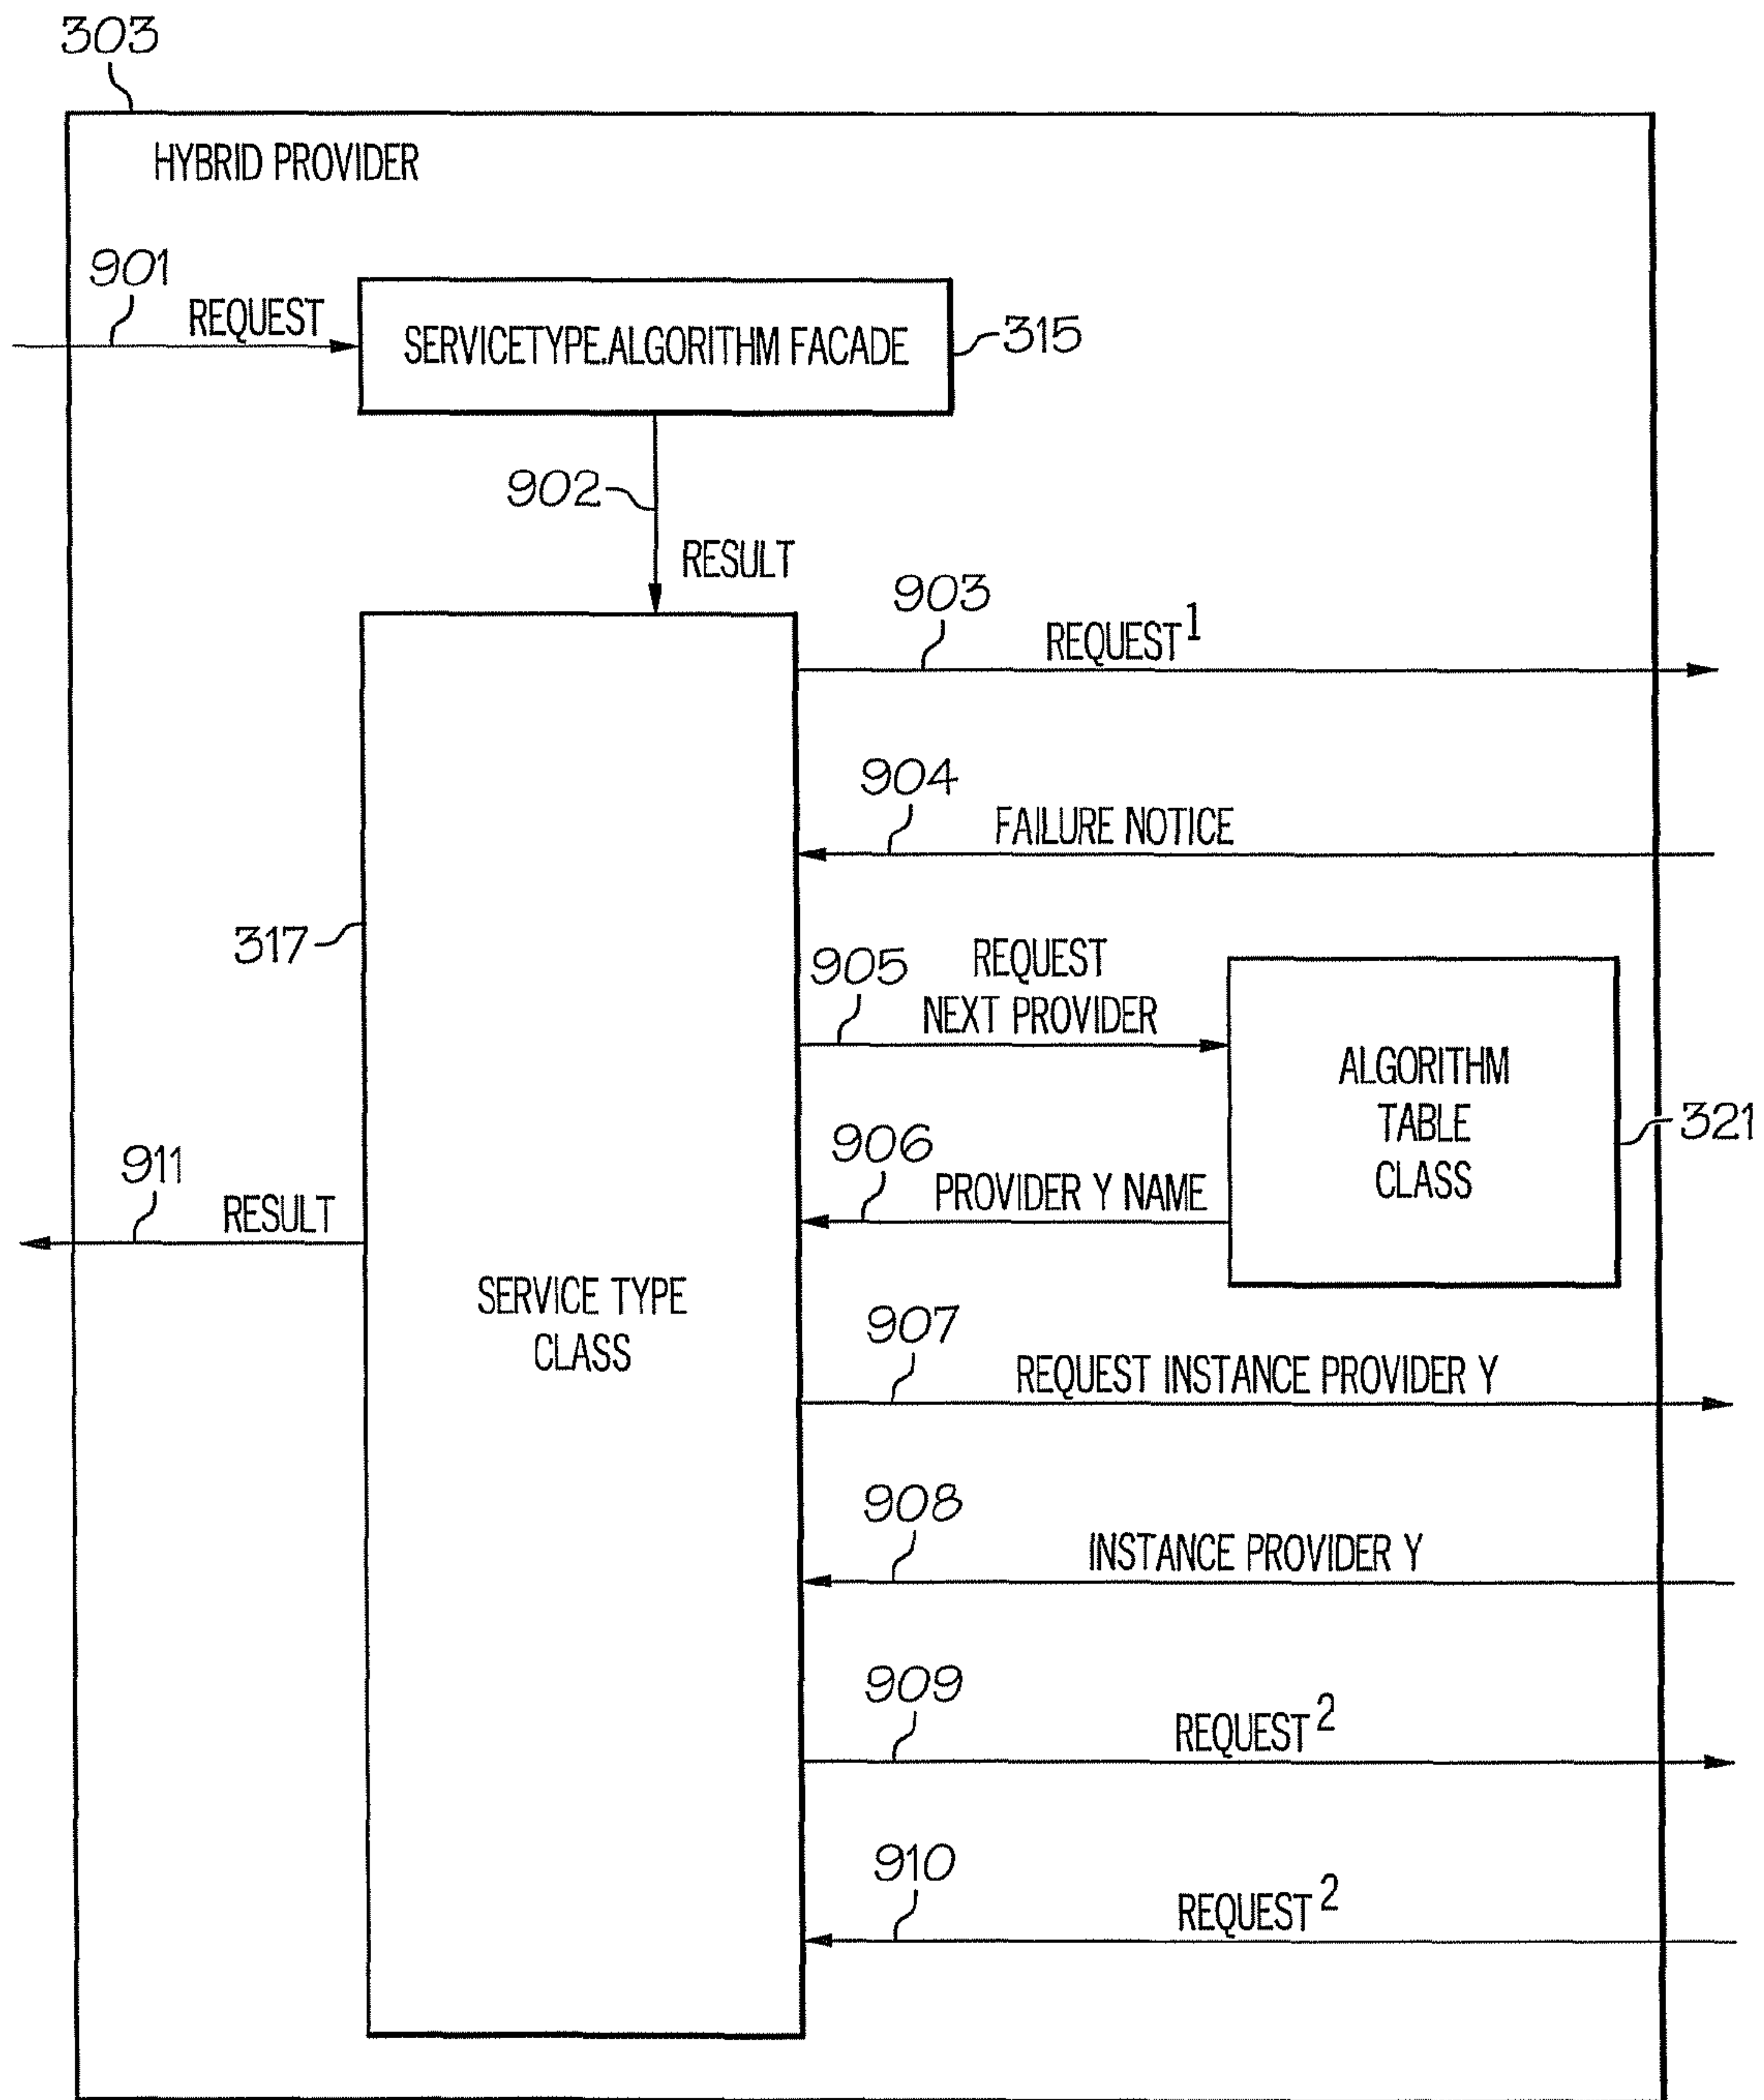 303
HYBRID PROVIDER
901
REQUEST
SERVICETYPE.ALGORITHM FACADE
315
902
RESULT
903
REQUEST1
904
FAILURE NOTICE
317
905
REQUEST
NEXT PROVIDER
ALGORITHM
TABLE
CLASS
321
906
PROVIDER Y NAME
911
RESULT
SERVICE TYPE
CLASS
907
REQUEST INSTANCE PROVIDER Y
908
INSTANCE PROVIDER Y
909
REQUEST2
910
REQUEST2